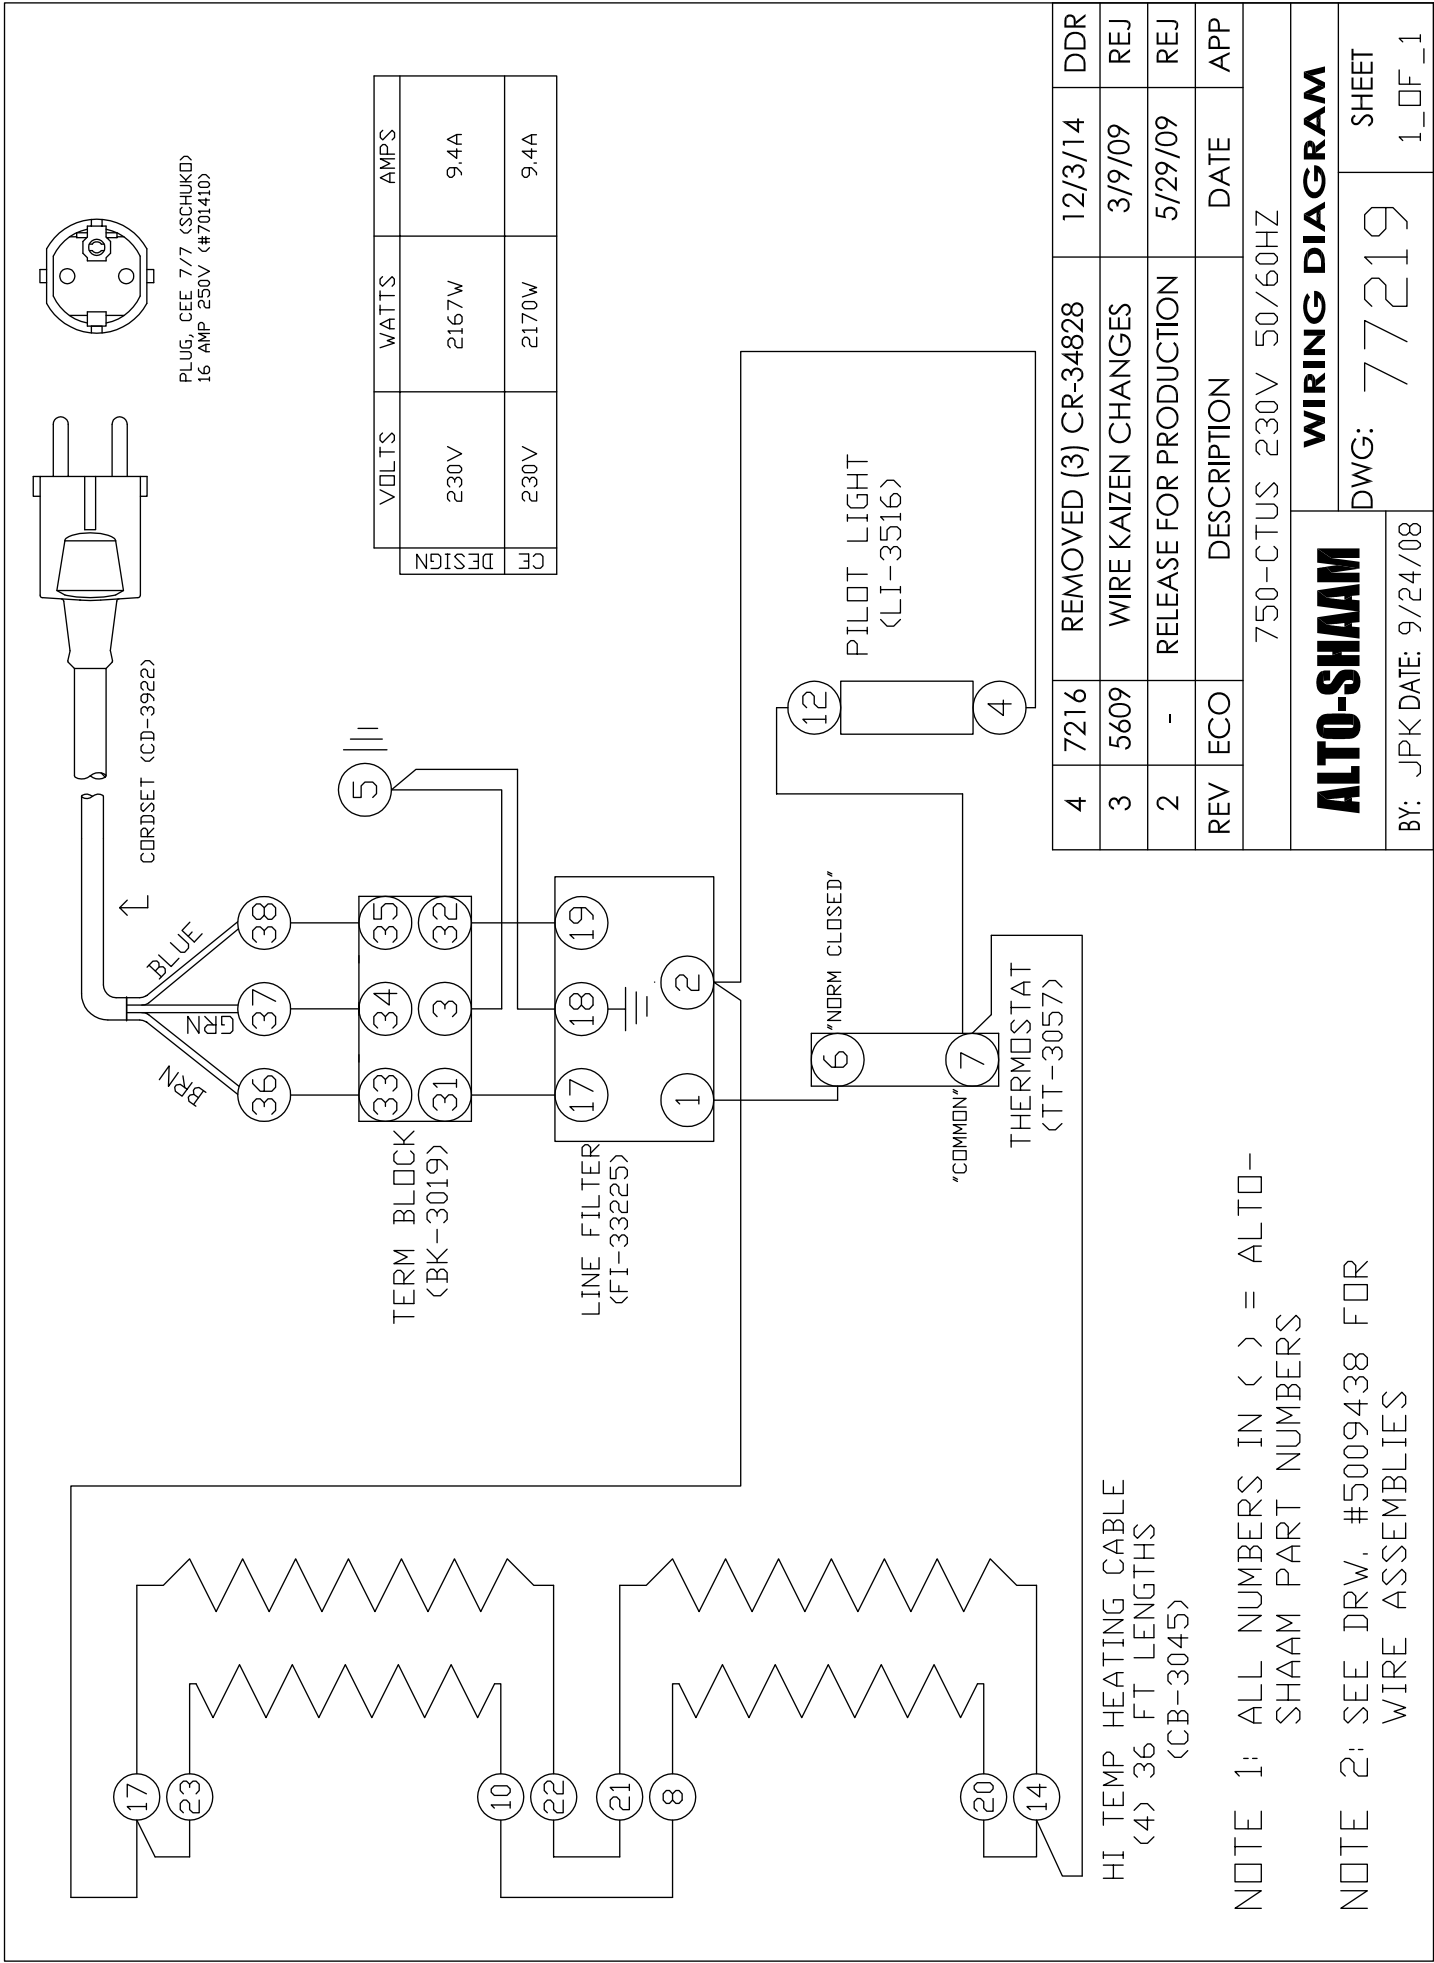 PLUG, CEE 7/7 (SCHUKO)
16 AMP 250V (#701410)
CORDSET (CD-3922)
BLUE
GRN
BRN
38
37
36
35
34
33
32
3
31
TERM BLOCK
(BK-3019)
5
19
18
17
2
1
LINE FILTER
(FI-33225)
VOLTS WATTS AMPS
DESIGN 230V 2167W 9.4A
CE 230V 2170W 9.4A
PILOT LIGHT
(LI-3516)
12
4
"NORM CLOSED"
6
7
"COMMON"
THERMOSTAT
(TT-3057)
17
23
10
22
21
8
20
14
HI TEMP HEATING CABLE
(4) 36 FT LENGTHS
(CB-3045)
NOTE 1: ALL NUMBERS IN ( ) = ALTO-
SHAAM PART NUMBERS
NOTE 2: SEE DRW. #5009438 FOR
WIRE ASSEMBLIES
4 7216 REMOVED (3) CR-34828 12/3/14 DDR
3 5609 WIRE KAIZEN CHANGES 3/9/09 REJ
2 - RELEASE FOR PRODUCTION 5/29/09 REJ
REV ECO DESCRIPTION DATE APP
750-CTUS 230V 50/60HZ
ALTO-SHAAM
WIRING DIAGRAM
BY: JPK DATE: 9/24/08
DWG: 77219
SHEET
1_OF_1